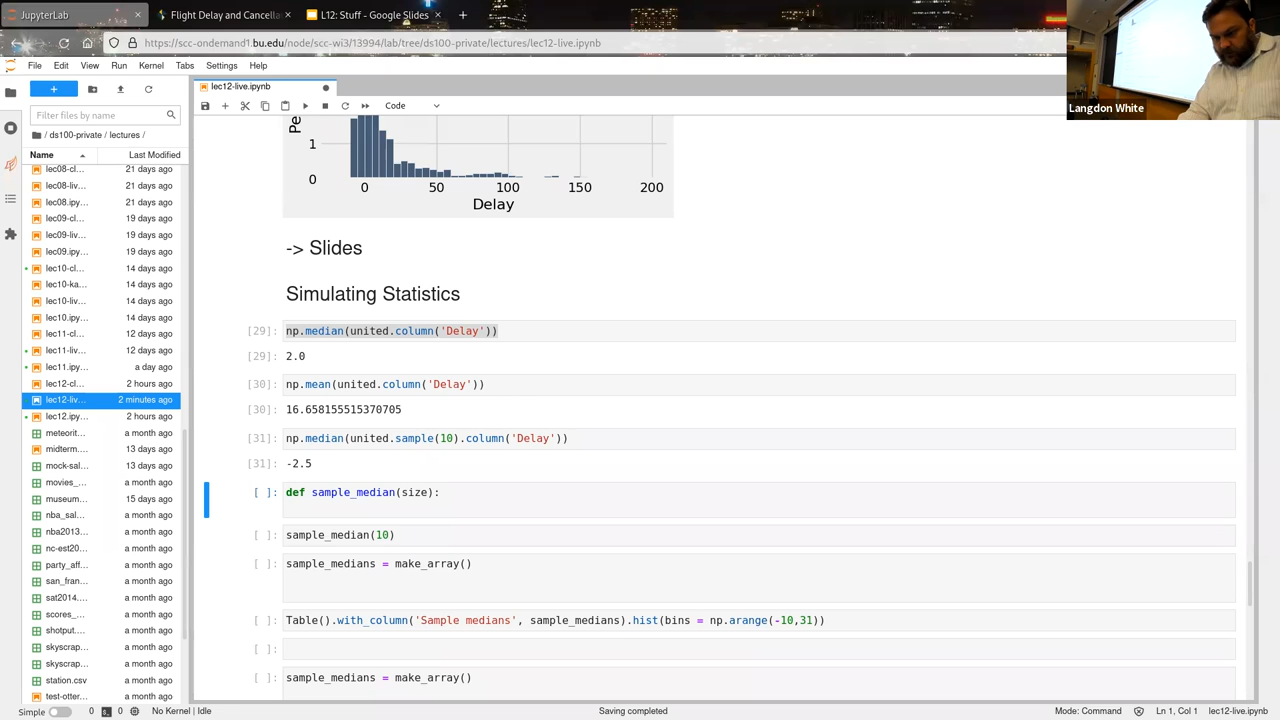 JupyterLab
Flight Delay and Cancella
L12: Stuff - Google Slides
https://scc-ondemand1.bu.edu/node/scc-wi3/13994/lab/tree/ds100-private/lectures/lec12-live.ipynb
Langdon White
File Edit View Run Kernel Tabs Settings Help
lec12-live.ipynb
Code
Filter files by name
/ ds100-private / lectures /
Name Last Modified
lec08-cl... 21 days ago
lec08-liv... 21 days ago
lec08.ipy... 21 days ago
lec09-cl... 19 days ago
lec09-liv... 19 days ago
lec09.ipy... 19 days ago
lec10-cl... 14 days ago
lec10-ka... 14 days ago
lec10-liv... 14 days ago
lec10.ipy... 14 days ago
lec11-cl... 12 days ago
lec11-liv... 12 days ago
lec11.ipy... a day ago
lec12-cl... 2 hours ago
lec12-liv... 2 minutes ago
lec12.ipy... 2 hours ago
meteorit... a month ago
midterm.... 13 days ago
mock-sal... 13 days ago
movies_... a month ago
museum... 15 days ago
nba_sal... a month ago
nba2013... a month ago
nc-est20... a month ago
party_aff... a month ago
san_fran... a month ago
sat2014.... a month ago
scores_... a month ago
shotput.... a month ago
skyscrap... a month ago
skyscrap... a month ago
station.csv a month ago
test-otter... a month ago
Pe
1
0
0 50 100 150 200
Delay
-> Slides
Simulating Statistics
[29]: np.median(united.column('Delay'))
[29]: 2.0
[30]: np.mean(united.column('Delay'))
[30]: 16.658155515370705
[31]: np.median(united.sample(10).column('Delay'))
[31]: -2.5
[ ]: def sample_median(size):
[ ]: sample_median(10)
[ ]: sample_medians = make_array()
[ ]: Table().with_column('Sample medians', sample_medians).hist(bins = np.arange(-10,31))
[ ]:
[ ]: sample_medians = make_array()
Simple 0 0 No Kernel | Idle Saving completed Mode: Command Ln 1, Col 1 lec12-live.ipynb